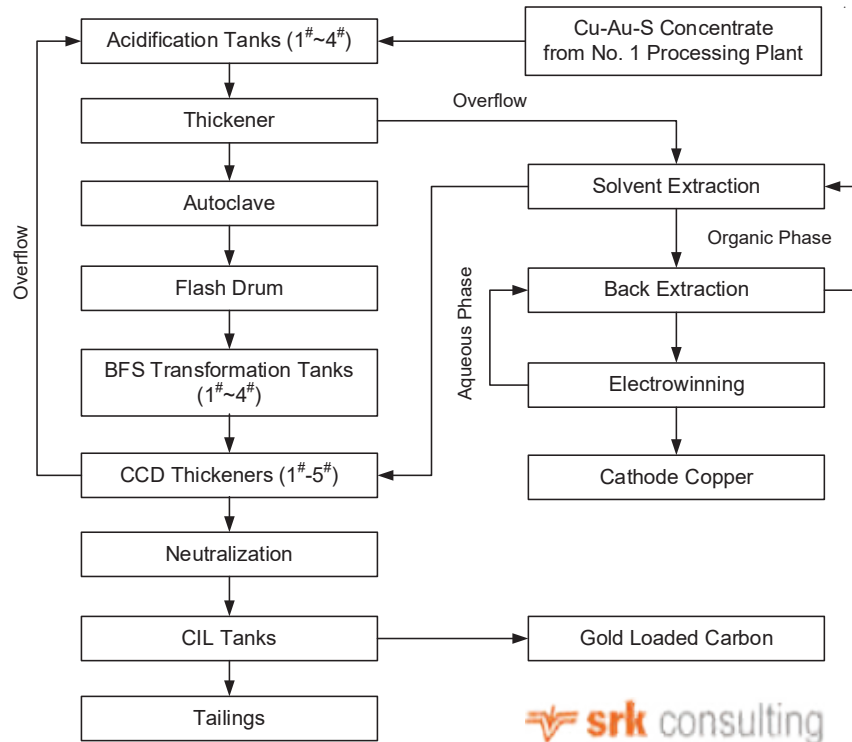 Acidification Tanks (1#~4#)
Cu-Au-S Concentrate
from No. 1 Processing Plant
Overflow
Thickener
Solvent Extraction
Autoclave
Organic Phase
Overflow
Flash Drum
Aqueous Phase
Back Extraction
BFS Transformation Tanks
(1#~4#)
Electrowinning
CCD Thickeners (1#-5#)
Cathode Copper
Neutralization
CIL Tanks
Gold Loaded Carbon
Tailings
srk consulting